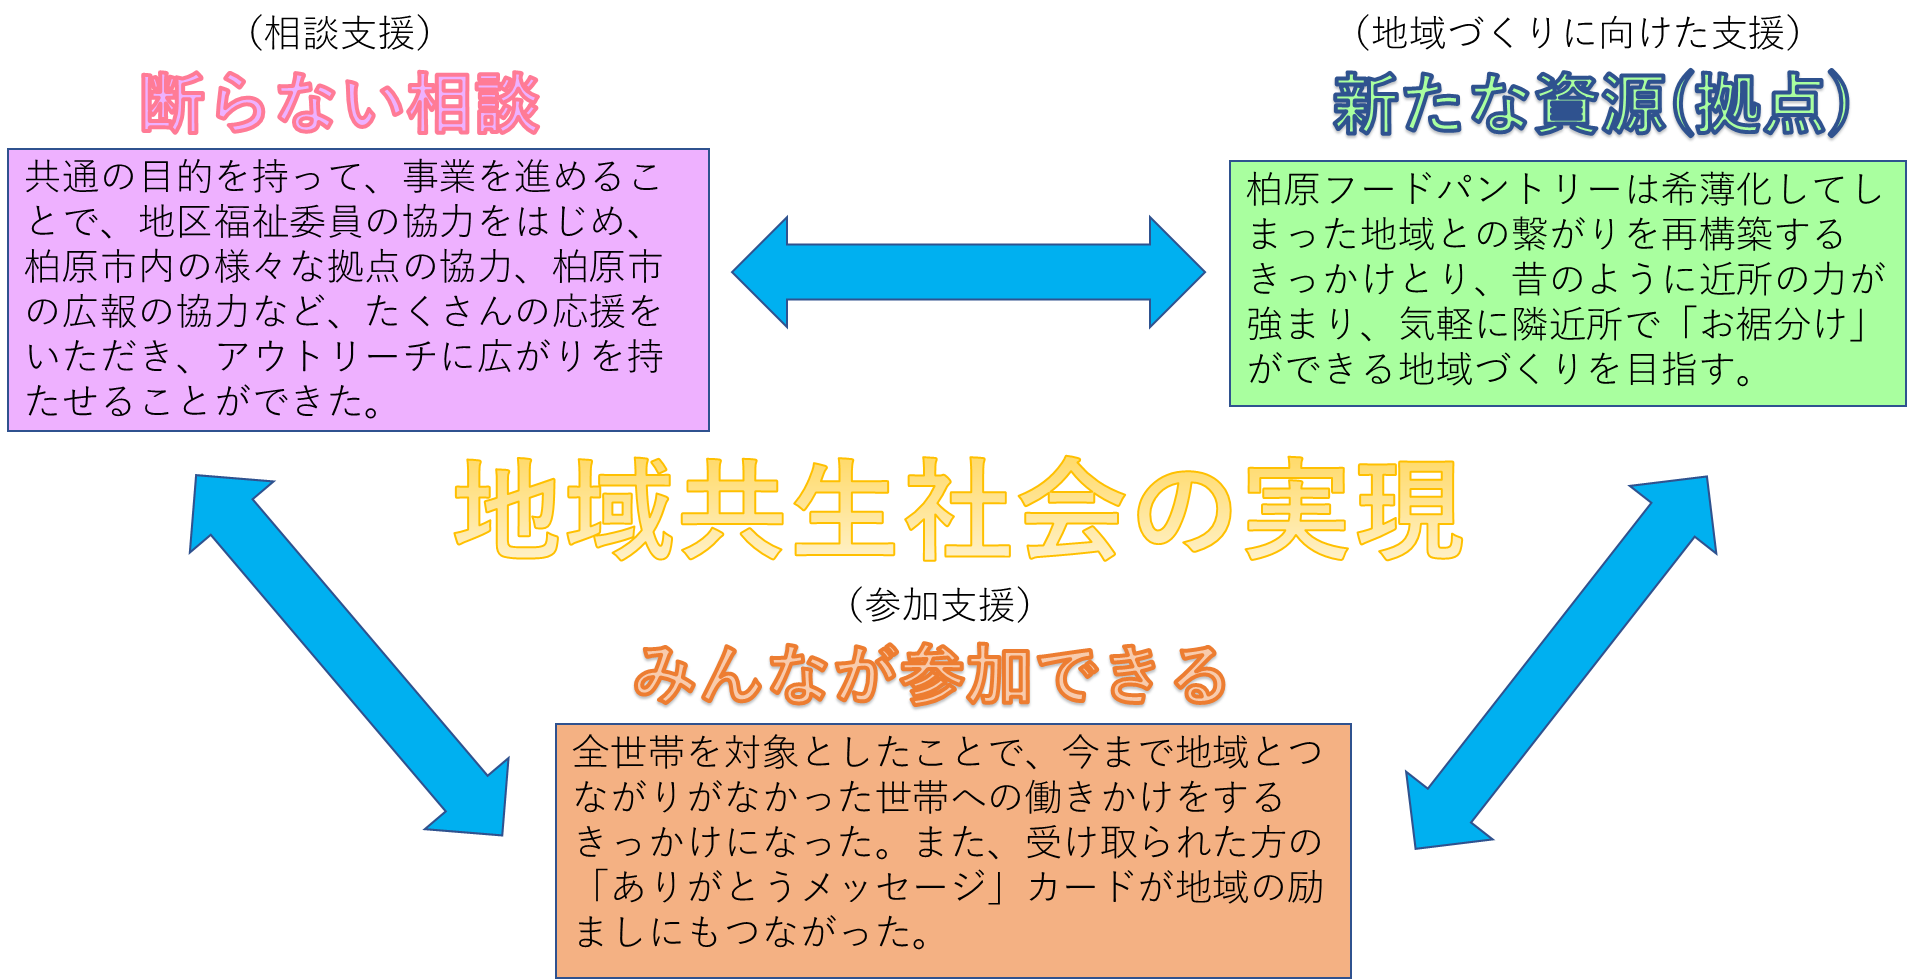 （相談支援）
断らない相談
共通の目的を持って、事業を進めるこ
とで、地区福祉委員の協力をはじめ、
柏原市内の様々な拠点の協力、柏原市
の広報の協力など、たくさんの応援を
いただき、アウトリーチに広がりを持
たせることができた。
（地域づくりに向けた支援）
新たな資源(拠点)
柏原フードパントリーは希薄化してし
まった地域との繋がりを再構築する
きっかけとり、昔のように近所の力が
強まり、気軽に隣近所で「お裾分け」
ができる地域づくりを目指す。
地域共生社会の実現
（参加支援）
みんなが参加できる
全世帯を対象としたことで、今まで地域とつ
ながりがなかった世帯への働きかけをする
きっかけになった。また、受け取られた方の
「ありがとうメッセージ」カードが地域の励
ましにもつながった。